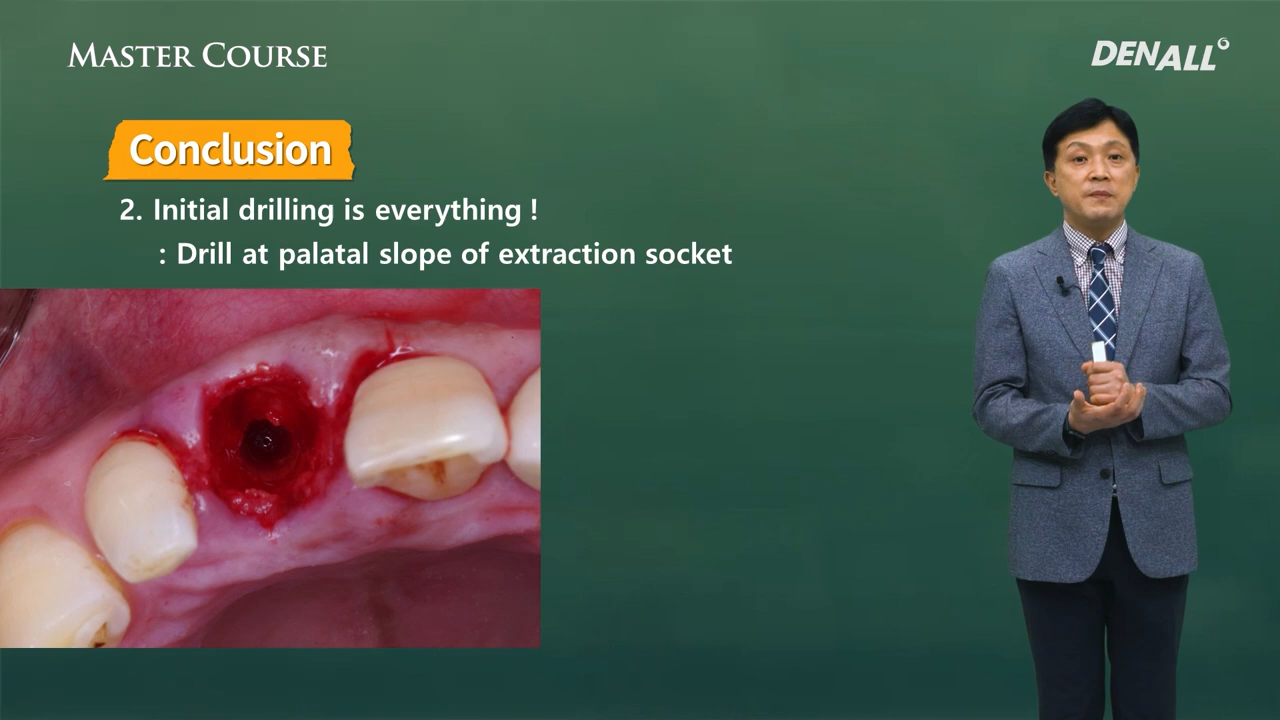 MASTER COURSE
DENALL
Conclusion
2. Initial drilling is everything !
: Drill at palatal slope of extraction socket